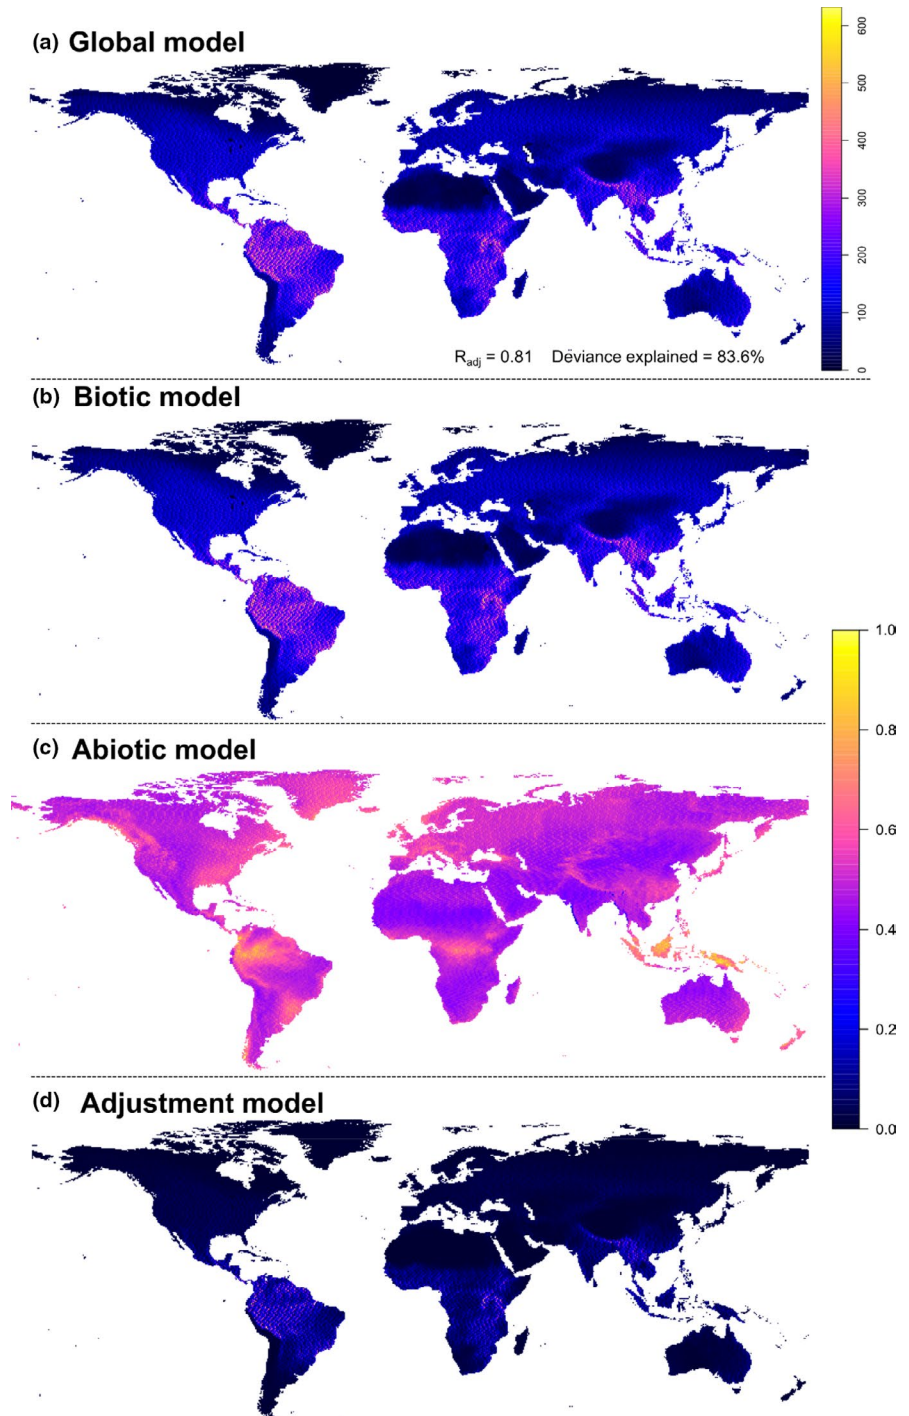 (a) Global model
600
500
400
300
200
100
0
Radj = 0.81 Deviance explained = 83.6%
(b) Biotic model
(c) Abiotic model
1.0
0.8
0.6
0.4
0.2
0.0
(d) Adjustment model